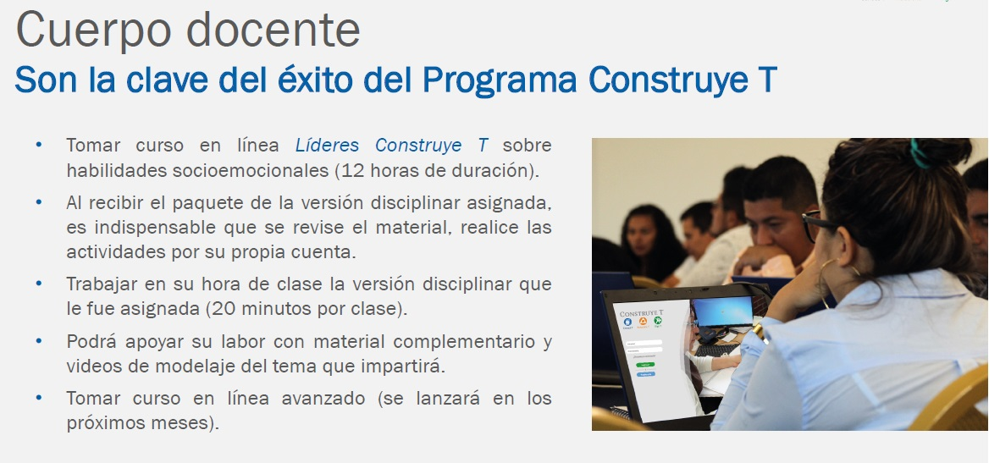 Cuerpo docente
Son la clave del éxito del Programa Construye T
• Tomar curso en línea Líderes Construye T sobre
habilidades socioemocionales (12 horas de duración).
• Al recibir el paquete de la versión disciplinar asignada,
es indispensable que se revise el material, realice las
actividades por su propia cuenta.
• Trabajar en su hora de clase la versión disciplinar que
le fue asignada (20 minutos por clase).
• Podrá apoyar su labor con material complementario y
videos de modelaje del tema que impartirá.
• Tomar curso en línea avanzado (se lanzará en los
próximos meses).
CONSTRUYE T